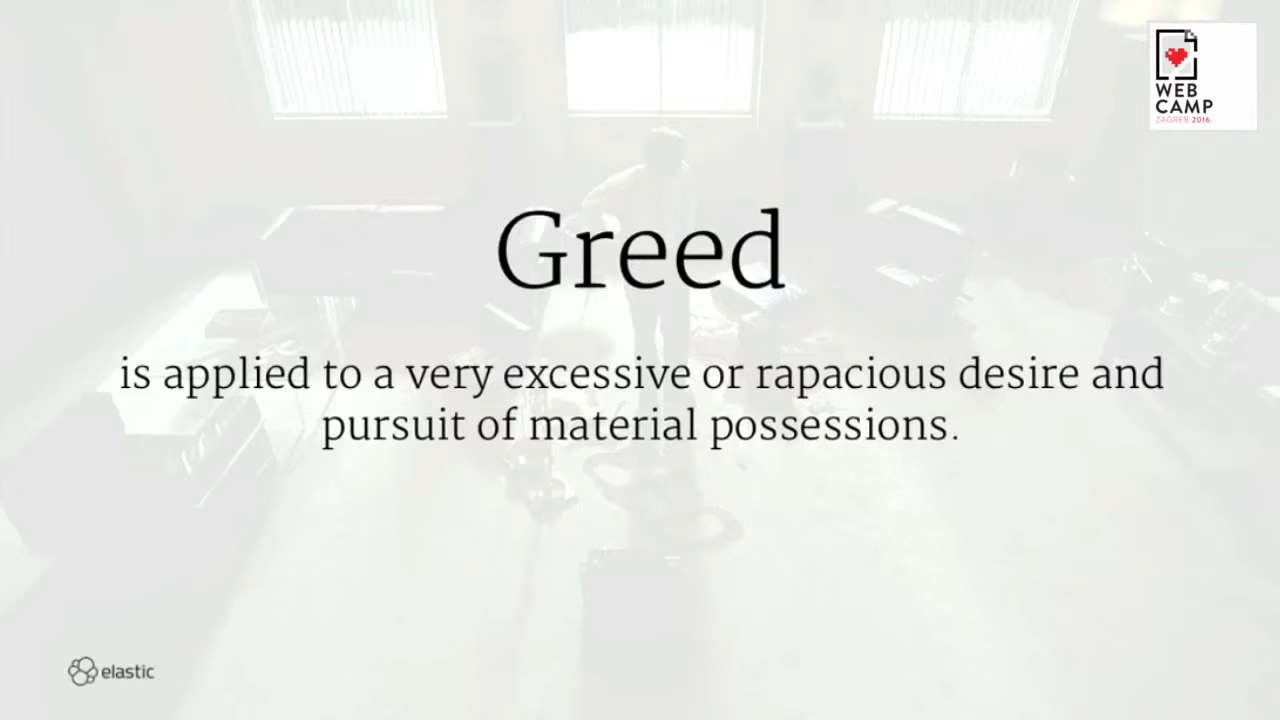 WEB
CAMP
ZAGREB 2016.
Greed
is applied to a very excessive or rapacious desire and
pursuit of material possessions.
elastic